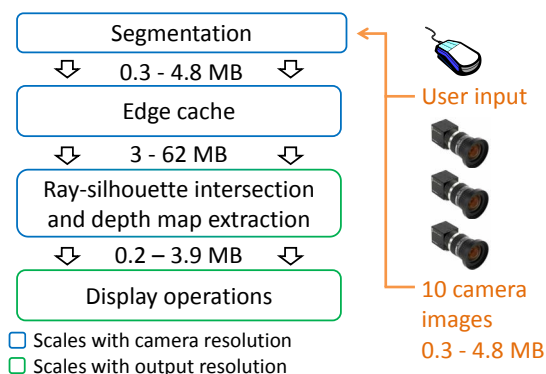 Segmentation
0.3 - 4.8 MB
Edge cache
3 - 62 MB
Ray-silhouette intersection
and depth map extraction
0.2 – 3.9 MB
Display operations
Scales with camera resolution
Scales with output resolution
User input
10 camera
images
0.3 - 4.8 MB